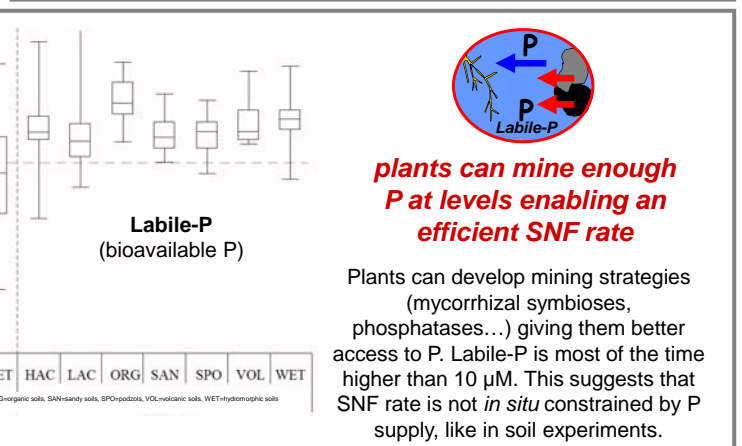 P
P
Labile-P
plants can mine enough
P at levels enabling an
efficient SNF rate
Labile-P
(bioavailable P)
Plants can develop mining strategies
(mycorrhizal symbioses,
phosphatases…) giving them better
access to P. Labile-P is most of the time
higher than 10 µM. This suggests that
SNF rate is not in situ constrained by P
supply, like in soil experiments.
ET HAC LAC ORG SAN SPO VOL WET
G=organic soils, SAN=sandy soils, SPO=podzols, VOL=volcanic soils, WET=hydromorphic soils